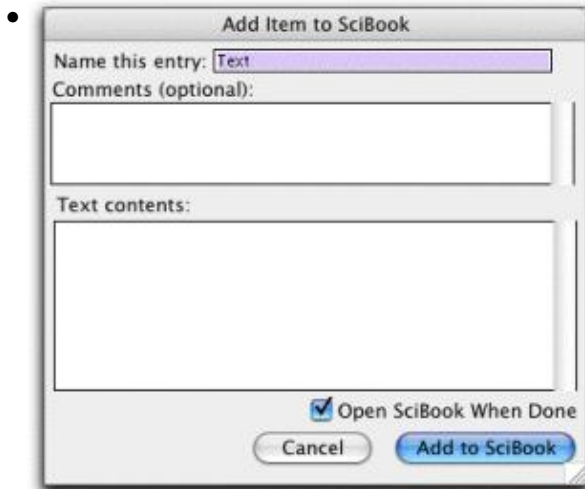 Add Item to SciBook
Name this entry: Text
Comments (optional):
Text contents:
Open SciBook When Done
Cancel Add to SciBook